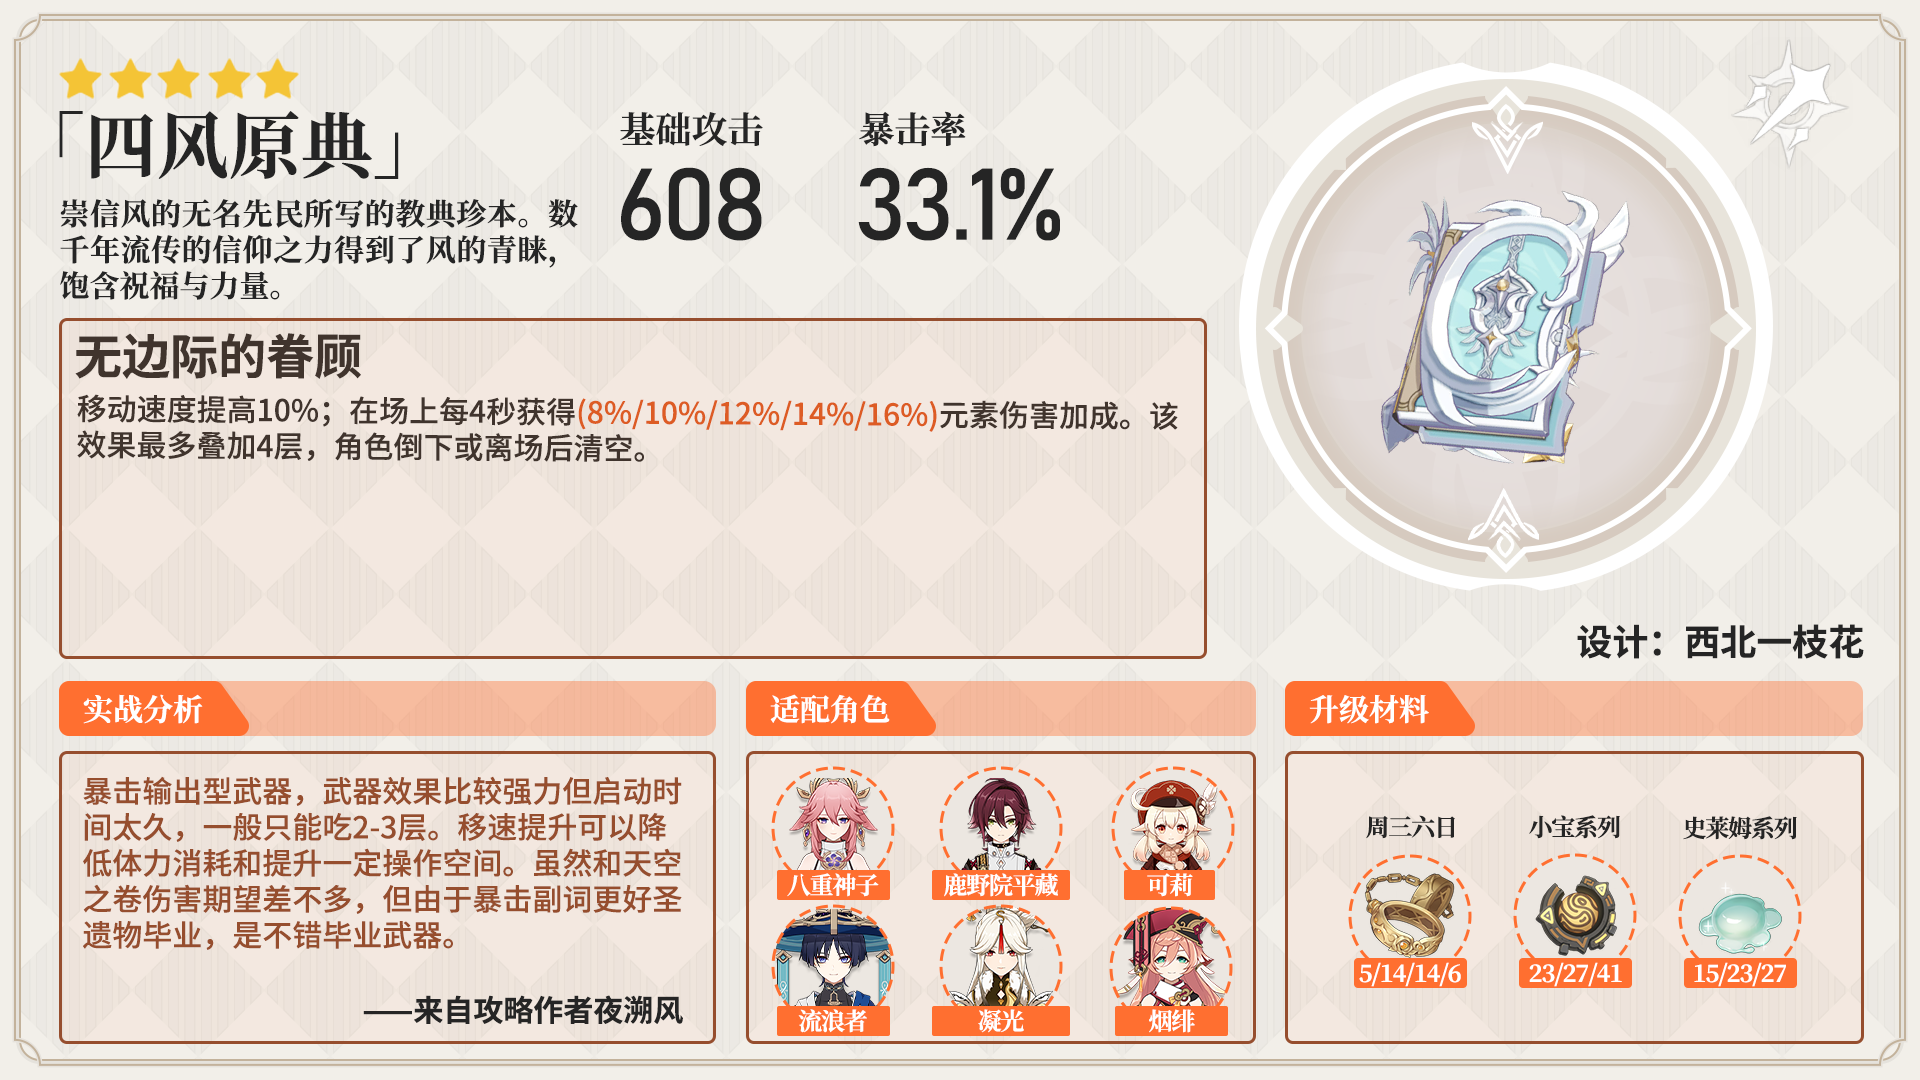 「四风原典」
崇信风的无名先民所写的教典珍本。数
千年流传的信仰之力得到了风的青睐,
饱含祝福与力量。
基础攻击
608
暴击率
33.1%
无边际的眷顾
移动速度提高10%；在场上每4秒获得(8%/10%/12%/14%/16%)元素伤害加成。该
效果最多叠加4层，角色倒下或离场后清空。
设计：西北一枝花
实战分析
暴击输出型武器，武器效果比较强力但启动时
间太久，一般只能吃2-3层。移速提升可以降
低体力消耗和提升一定操作空间。虽然和天空
之卷伤害期望差不多，但由于暴击副词更好圣
遗物毕业，是不错毕业武器。
——来自攻略作者夜溯风
适配角色
八重神子
鹿野院平藏
可莉
流浪者
凝光
烟绯
升级材料
周三六日
小宝系列
史莱姆系列
5/14/14/6
23/27/41
15/23/27